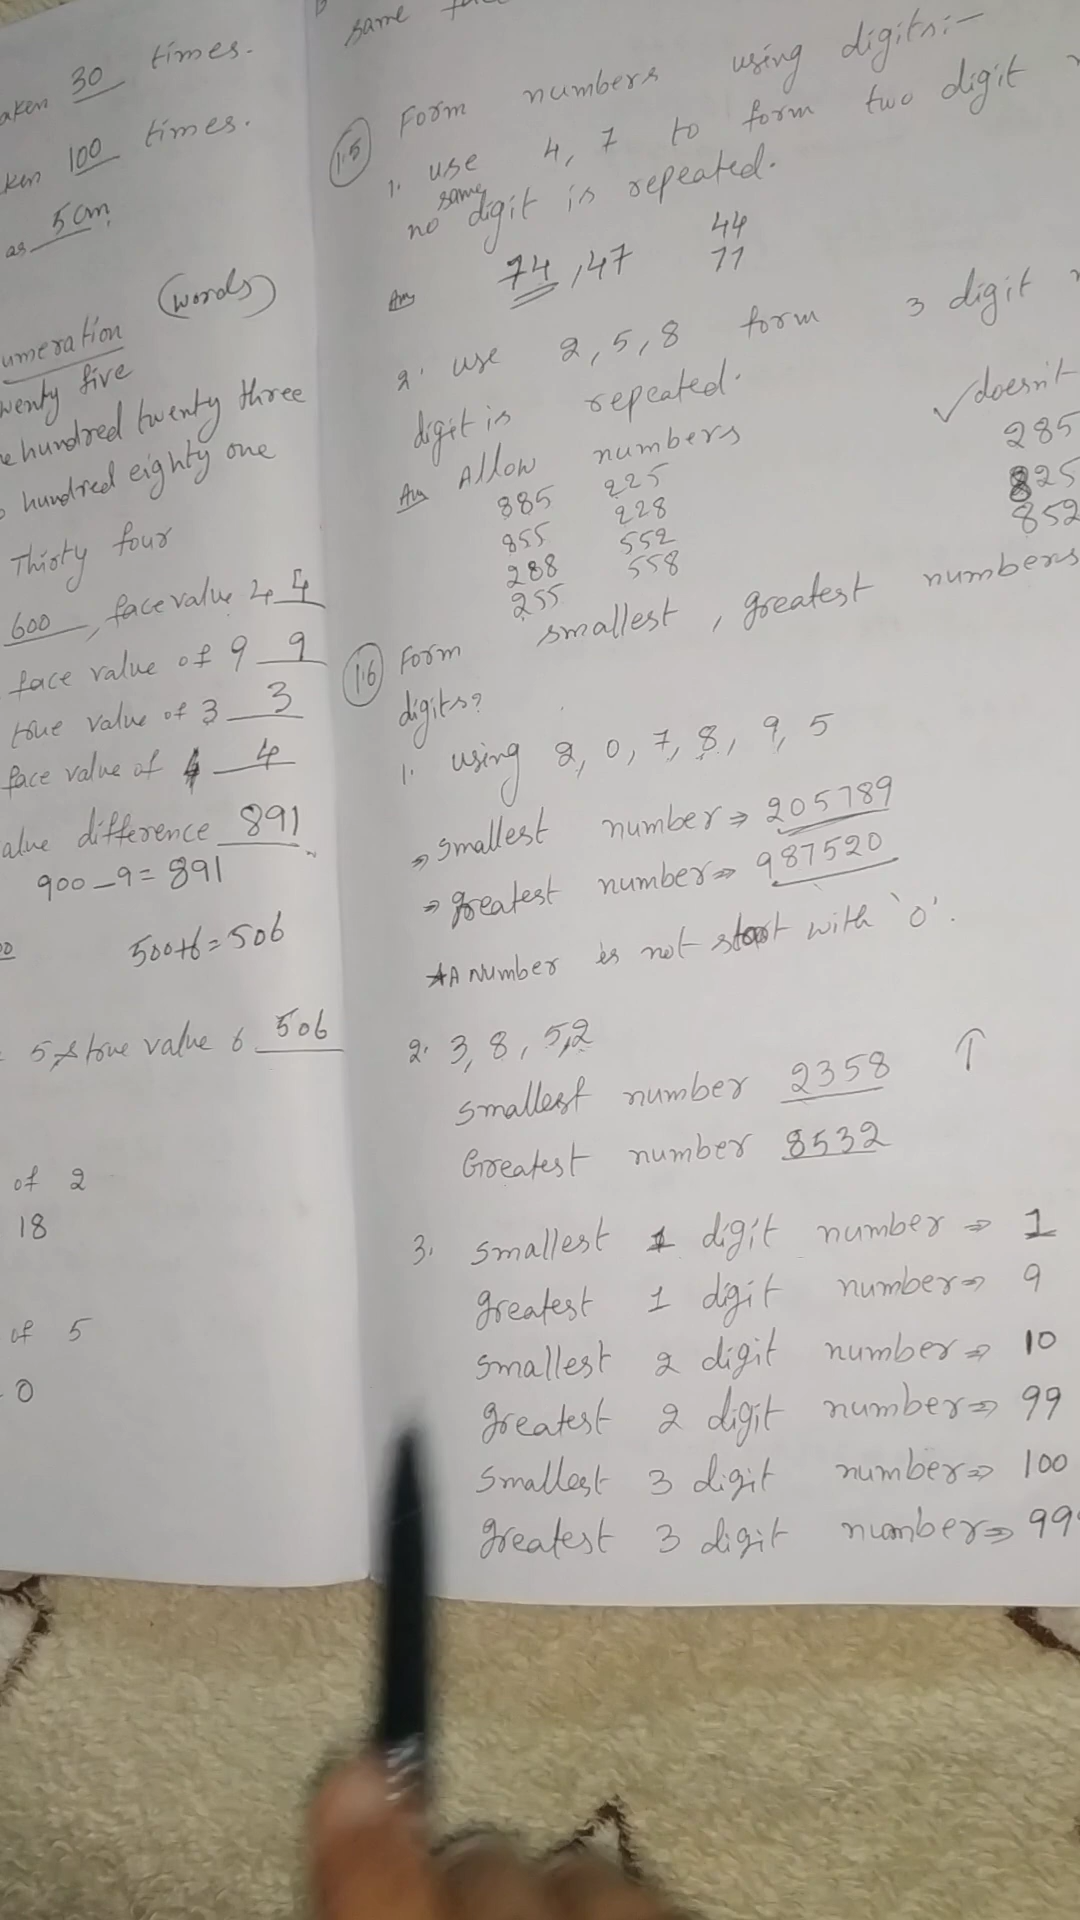 30 times.
100 times.
as 5cm.
(words)
umeration
wenty five
hundred twenty three
hundred eighty one
Thirty four
600, face value 4 4
face value of 9 9
true value of 3 3
face value of 4 4
alue difference 891
900 - 9 = 891
500+6 = 506
5 & true value 6 506
of 2
18
of 5
0
same
1.5 Form numbers using digits:-
1. use 4, 7 to form two digit
no same digit is repeated.
Ans 74, 47 44
77
2. use 2, 5, 8 form 3 digit
digit is repeated.
Ans Allow numbers ✓doesn't
885 225 285
855 228 825
288 552 852
255 558
1.6 Form smallest, greatest numbers
digits?
1. using 2, 0, 7, 8, 9, 5
⇒ smallest number ⇒ 205789
⇒ greatest number ⇒ 987520
*A Number is not start with '0'.
2. 3, 8, 5, 2
smallest number 2358 ↑
Greatest number 8532
3. smallest 1 digit number ⇒ 1
greatest 1 digit number ⇒ 9
smallest 2 digit number ⇒ 10
greatest 2 digit number ⇒ 99
smallest 3 digit number ⇒ 100
greatest 3 digit number ⇒ 99